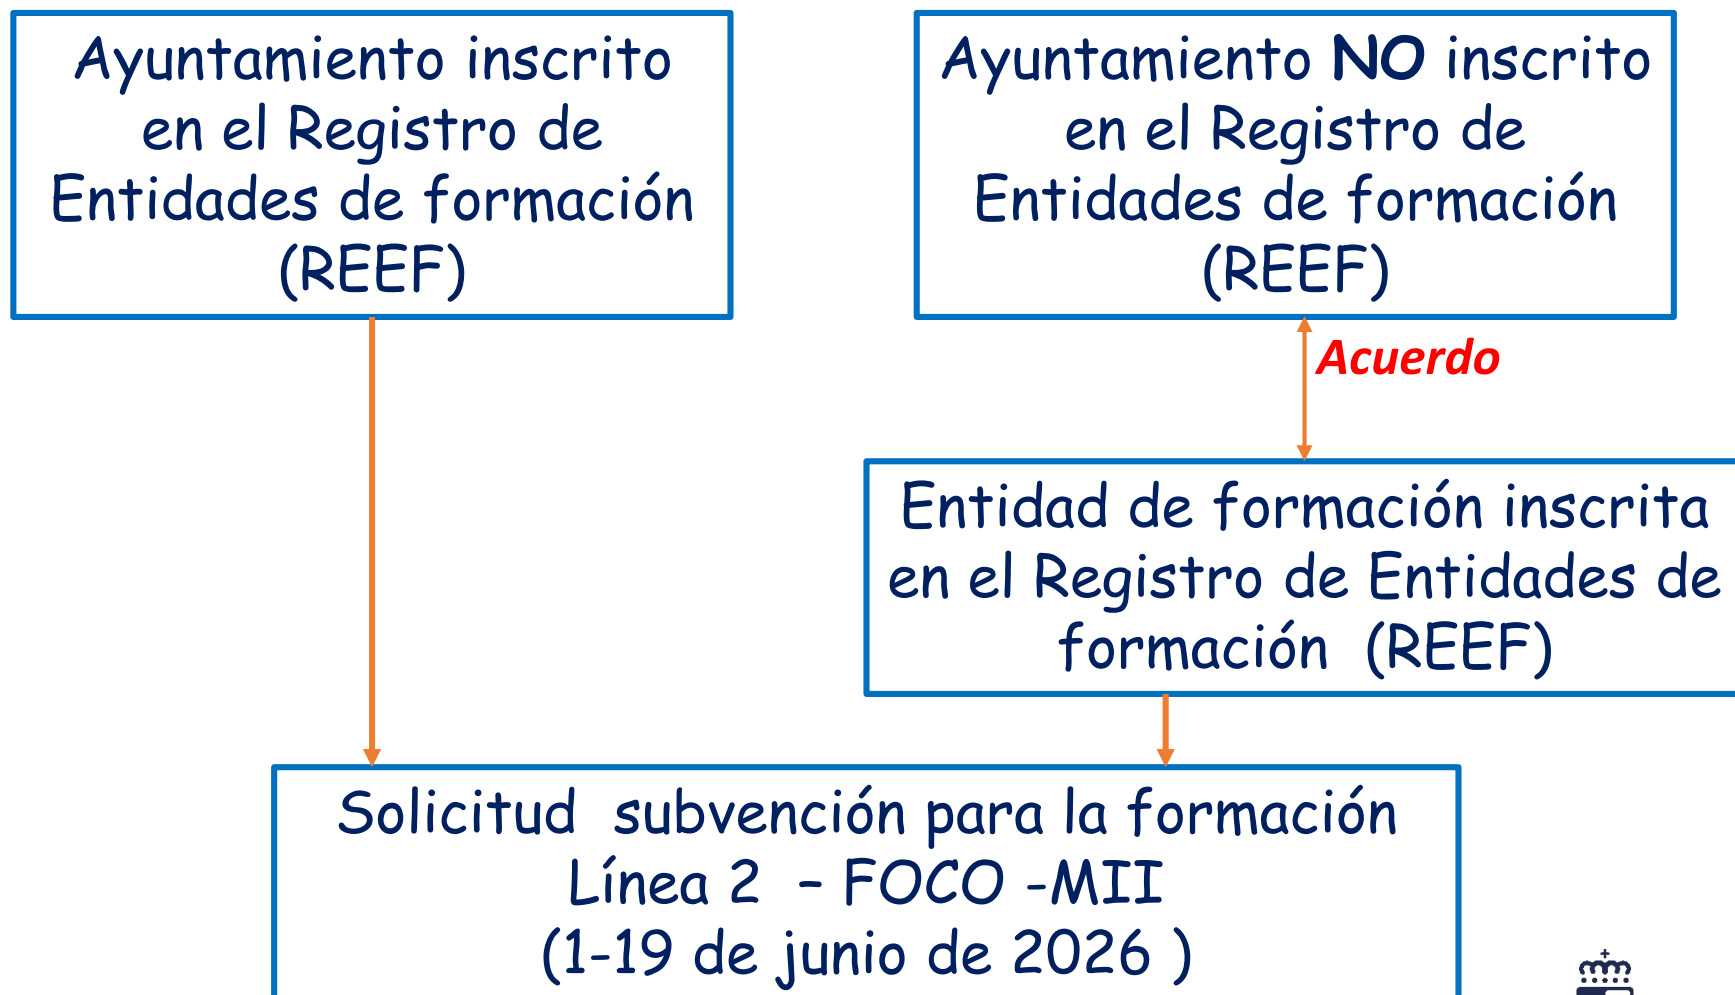 Ayuntamiento inscrito
en el Registro de
Entidades de formación
(REEF)
Ayuntamiento NO inscrito
en el Registro de
Entidades de formación
(REEF)
Acuerdo
Entidad de formación inscrita
en el Registro de Entidades de
formación (REEF)
Solicitud subvención para la formación
Línea 2 – FOCO -MII
(1-19 de junio de 2026 )